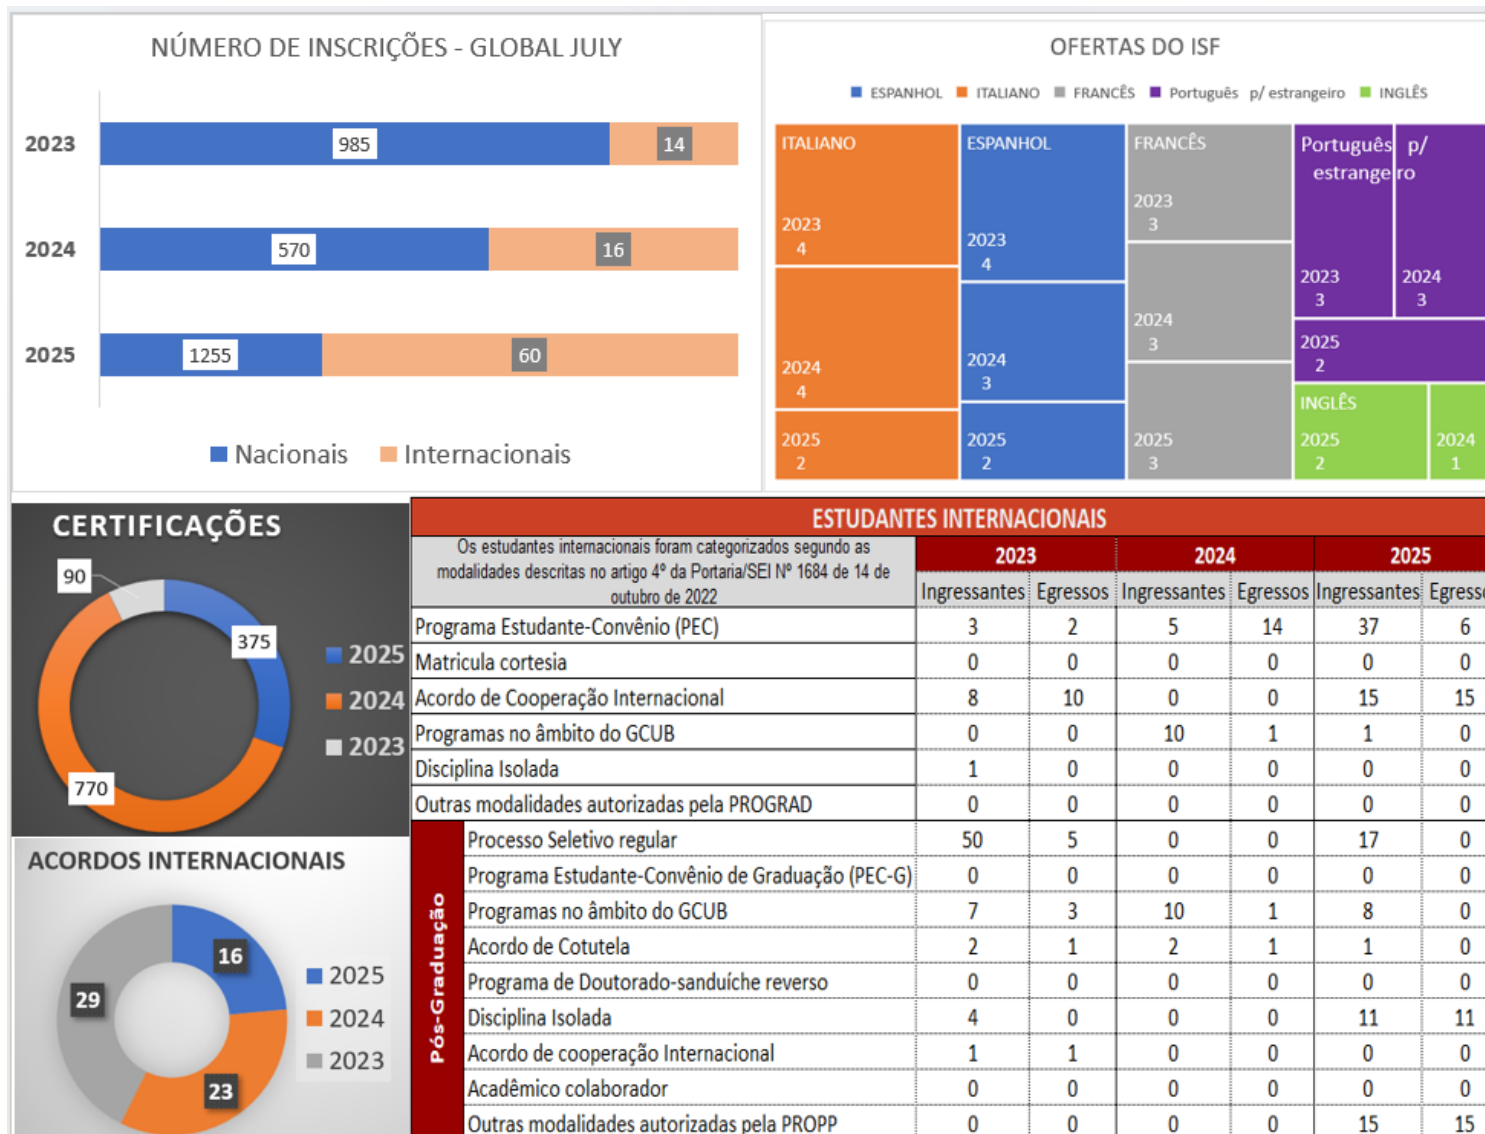 NÚMERO DE INSCRIÇÕES - GLOBAL JULY
2023 985 14
2024 570 16
2025 1255 60
Nacionais Internacionais
OFERTAS DO ISF
ESPANHOL ITALIANO FRANCÊS Português p/ estrangeiro INGLÊS
ITALIANO
2023
4
2024
4
2025
2
ESPANHOL
2023
4
2024
3
2025
2
FRANCÊS
2023
3
2024
3
2025
3
Português p/
estrangeiro
2023
3
2024
3
2025
2
INGLÊS
2025
2
2024
1
CERTIFICAÇÕES
90
375
770
2025
2024
2023
ACORDOS INTERNACIONAIS
16
29
23
2025
2024
2023
ESTUDANTES INTERNACIONAIS
Os estudantes internacionais foram categorizados segundo as
modalidades descritas no artigo 4º da Portaria/SEI Nº 1684 de 14 de
outubro de 2022
2023 2024 2025
Ingressantes Egressos Ingressantes Egressos Ingressantes Egresso
Programa Estudante-Convênio (PEC) 3 2 5 14 37 6
Matricula cortesia 0 0 0 0 0 0
Acordo de Cooperação Internacional 8 10 0 0 15 15
Programas no âmbito do GCUB 0 0 10 1 1 0
Disciplina Isolada 1 0 0 0 0 0
Outras modalidades autorizadas pela PROGRAD 0 0 0 0 0 0
Pós-Graduação
Processo Seletivo regular 50 5 0 0 17 0
Programa Estudante-Convênio de Graduação (PEC-G) 0 0 0 0 0 0
Programas no âmbito do GCUB 7 3 10 1 8 0
Acordo de Cotutela 2 1 2 1 1 0
Programa de Doutorado-sanduíche reverso 0 0 0 0 0 0
Disciplina Isolada 4 0 0 0 11 11
Acordo de cooperação Internacional 1 1 0 0 0 0
Acadêmico colaborador 0 0 0 0 0 0
Outras modalidades autorizadas pela PROPP 0 0 0 0 15 15